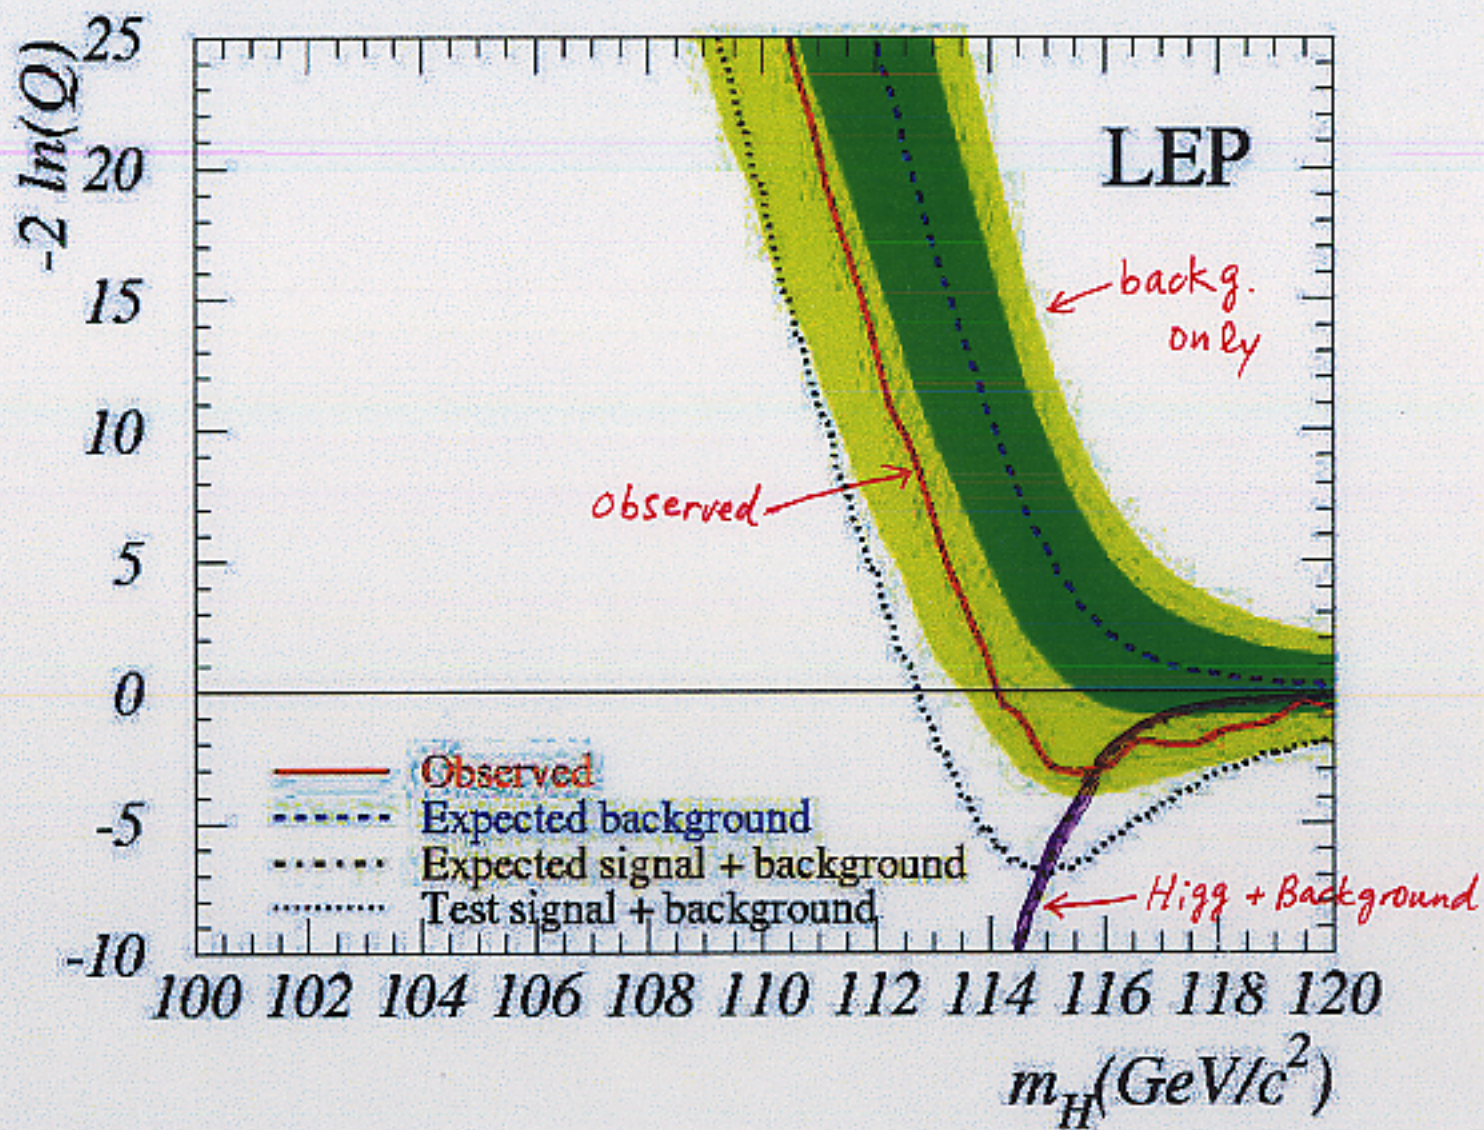 -2 ln(Q)
25
20
15
10
5
0
-5
-10
LEP
backg.
only
Observed
Observed
Expected background
Expected signal + background
Test signal + background
Higg + Background
100 102 104 106 108 110 112 114 116 118 120
m_H(GeV/c²)